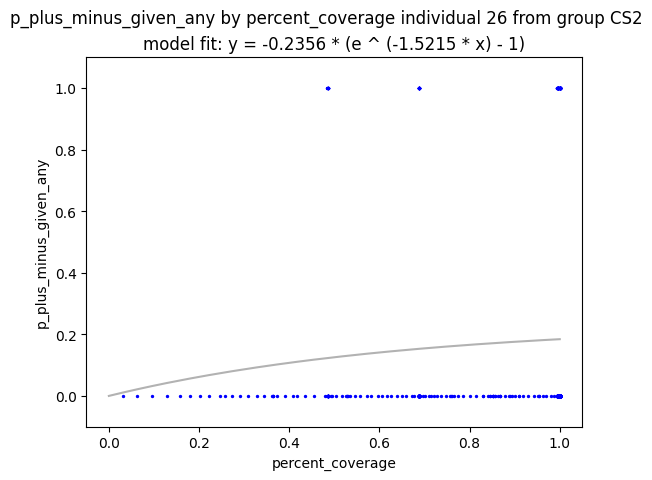 p_plus_minus_given_any by percent_coverage individual 26 from group CS2
model fit: y = -0.2356 * (e ^ (-1.5215 * x) - 1)
1.0
0.8
0.6
0.4
0.2
0.0
p_plus_minus_given_any
0.0 0.2 0.4 0.6 0.8 1.0
percent_coverage